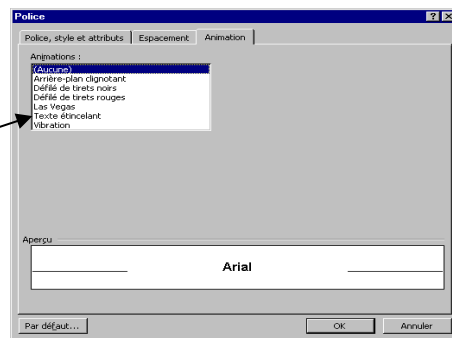 Police
Police, style et attributs Espacement Animation
Animations :
(Aucune)
Arrière-plan clignotant
Défilé de tirets noirs
Défilé de tirets rouges
Las Vegas
Texte étincelant
Vibration
Aperçu
Arial
Par défaut... OK Annuler